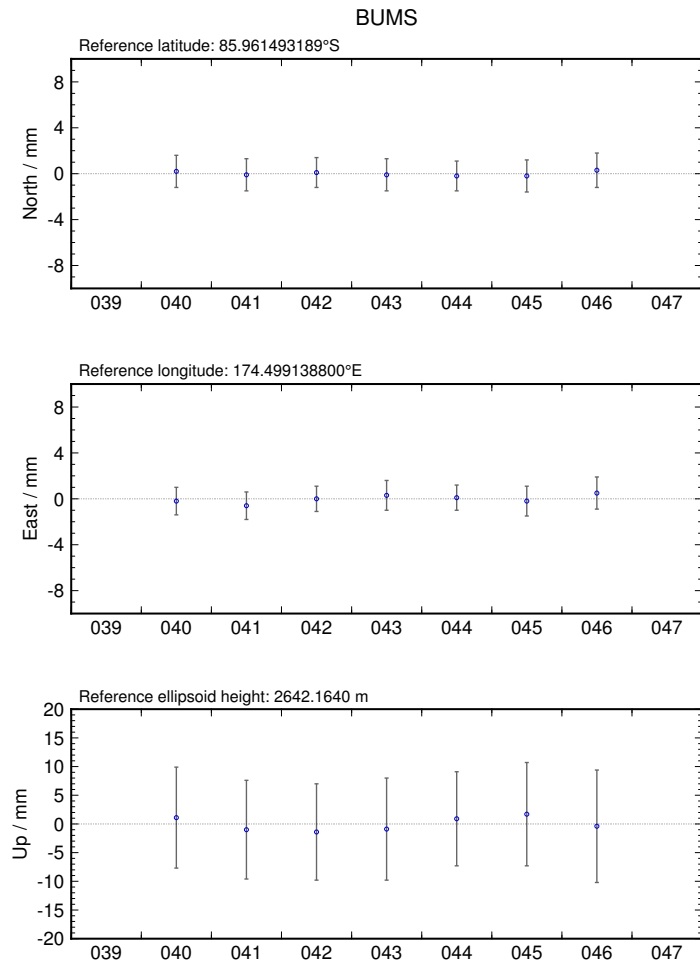 BUMS
Reference latitude: 85.961493189°S
8
4
0
-4
-8
North / mm
039 040 041 042 043 044 045 046 047
Reference longitude: 174.499138800°E
8
4
0
-4
-8
East / mm
039 040 041 042 043 044 045 046 047
Reference ellipsoid height: 2642.1640 m
20
15
10
5
0
-5
-10
-15
-20
Up / mm
039 040 041 042 043 044 045 046 047